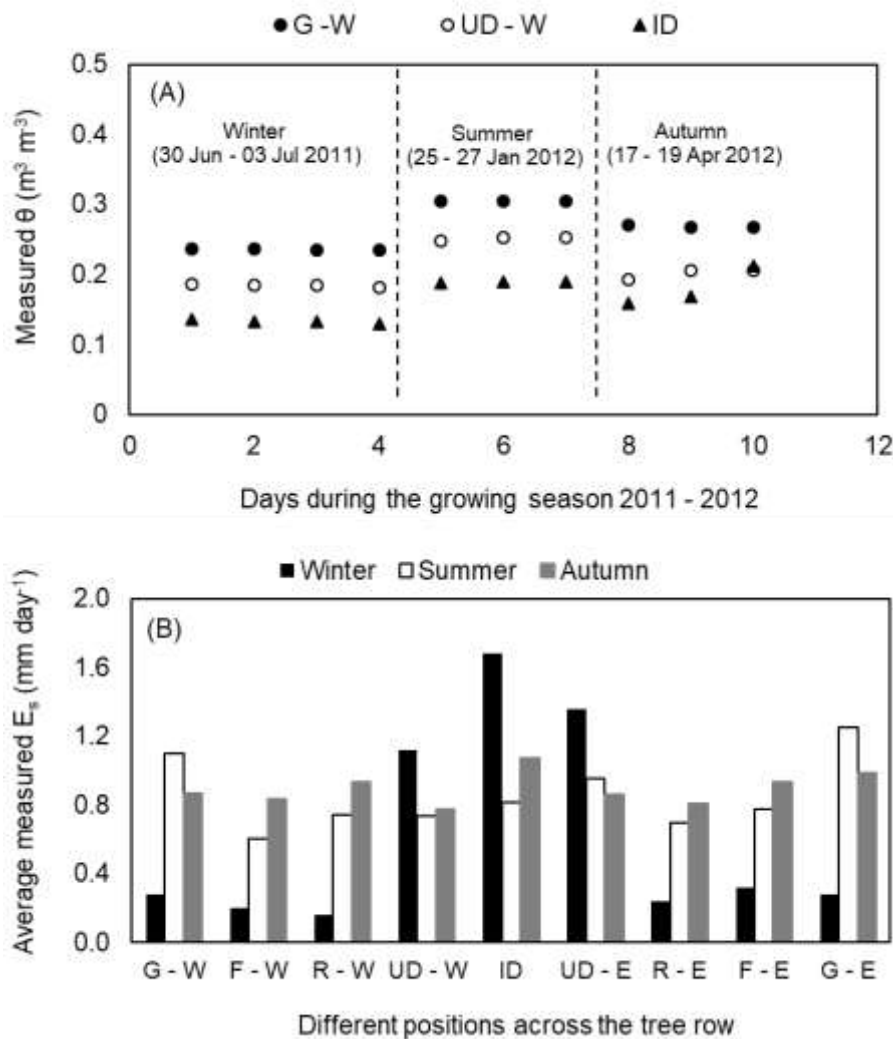 G - W UD - W ID
0.5
(A)
0.4
Winter Summer Autumn
(30 Jun - 03 Jul 2011) (25 - 27 Jan 2012) (17 - 19 Apr 2012)
0.3
0.2
0.1
0
Measured θ (m³ m⁻³)
0 2 4 6 8 10 12
Days during the growing season 2011 - 2012
Winter Summer Autumn
2.0
(B)
1.6
1.2
0.8
0.4
0.0
Average measured Eₛ (mm day⁻¹)
G - W F - W R - W UD - W ID UD - E R - E F - E G - E
Different positions across the tree row